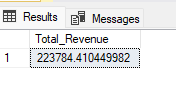 Results Messages
Total_Revenue
1 223784.410449982